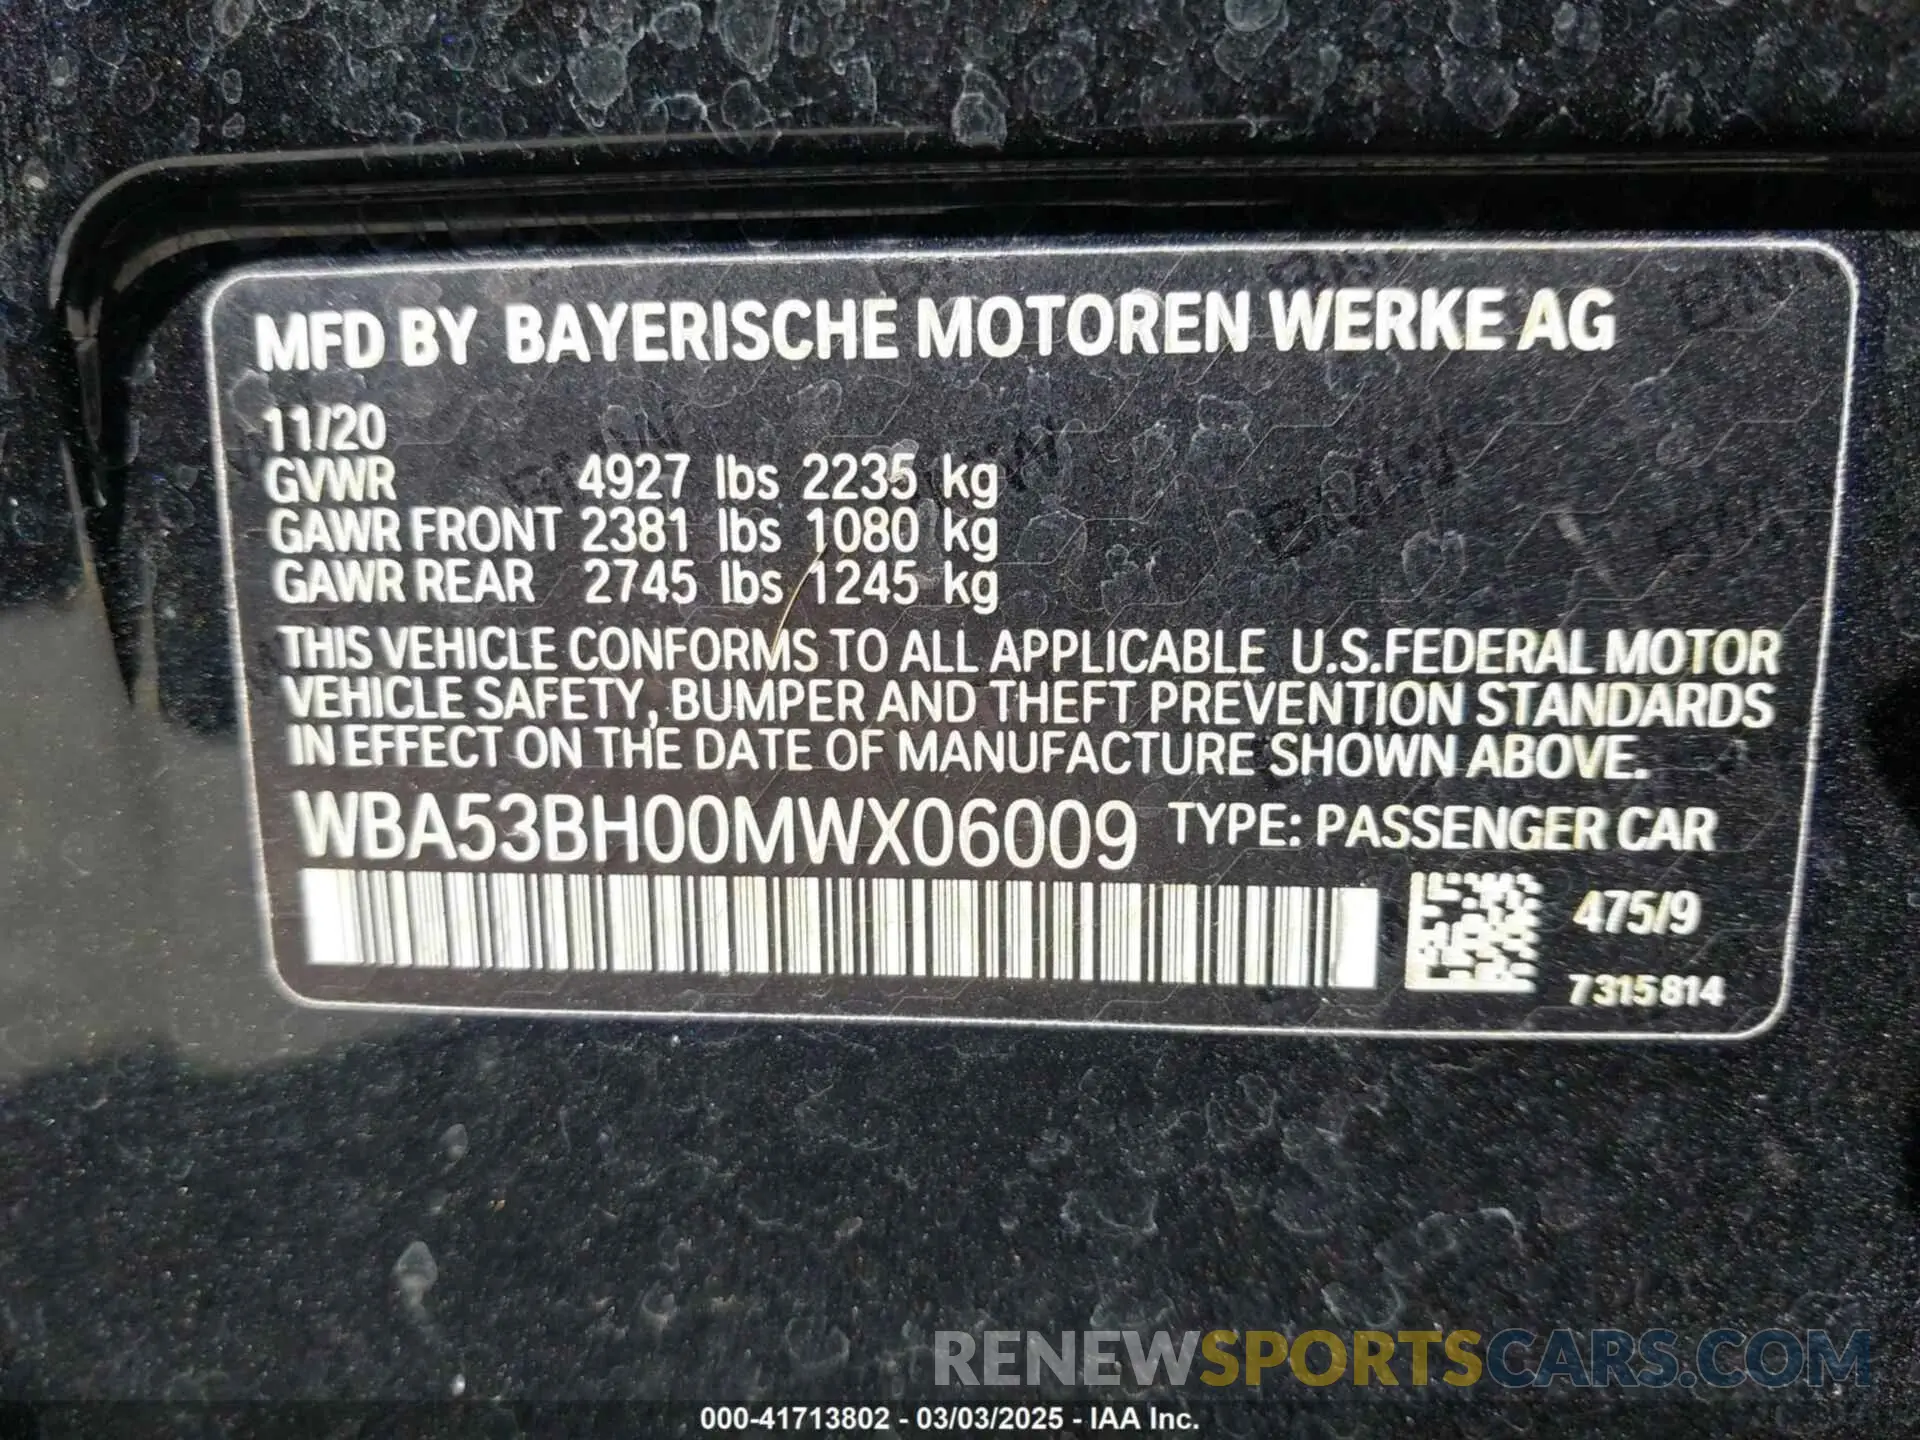 MFD BY BAYERISCHE MOTOREN WERKE AG
11/20
GVWR 4927 lbs 2235 kg
GAWR FRONT 2381 lbs 1080 kg
GAWR REAR 2745 lbs 1245 kg
THIS VEHICLE CONFORMS TO ALL APPLICABLE U.S.FEDERAL MOTOR
VEHICLE SAFETY, BUMPER AND THEFT PREVENTION STANDARDS
IN EFFECT ON THE DATE OF MANUFACTURE SHOWN ABOVE.
WBA53BH00MWX06009 TYPE: PASSENGER CAR
475/9
7315814
RENEWSPORTSCARS.COM
000-41713802 - 03/03/2025 - IAA Inc.